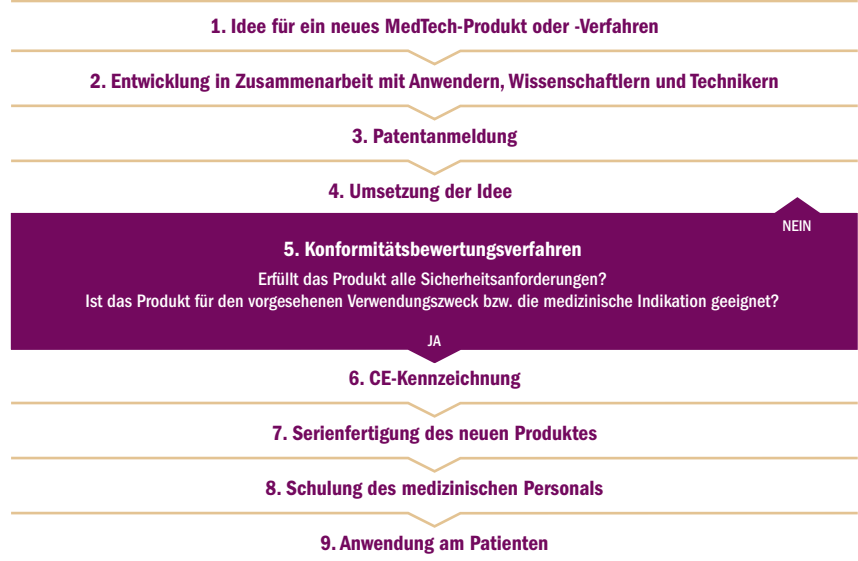 1. Idee für ein neues MedTech-Produkt oder -Verfahren
2. Entwicklung in Zusammenarbeit mit Anwendern, Wissenschaftlern und Technikern
3. Patentanmeldung
4. Umsetzung der Idee
NEIN
5. Konformitätsbewertungsverfahren
Erfüllt das Produkt alle Sicherheitsanforderungen?
Ist das Produkt für den vorgesehenen Verwendungszweck bzw. die medizinische Indikation geeignet?
JA
6. CE-Kennzeichnung
7. Serienfertigung des neuen Produktes
8. Schulung des medizinischen Personals
9. Anwendung am Patienten